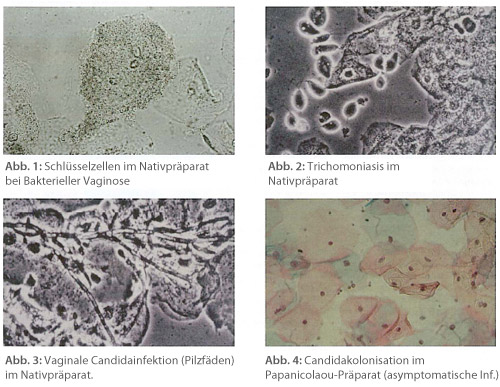 Abb. 1: Schlüsselzellen im Nativpräparat
bei Bakterieller Vaginose
Abb. 2: Trichomoniasis im
Nativpräparat
Abb. 3: Vaginale Candidainfektion (Pilzfäden)
im Nativpräparat.
Abb. 4: Candidakolonisation im
Papanicolaou-Präparat (asymptomatische Inf.)